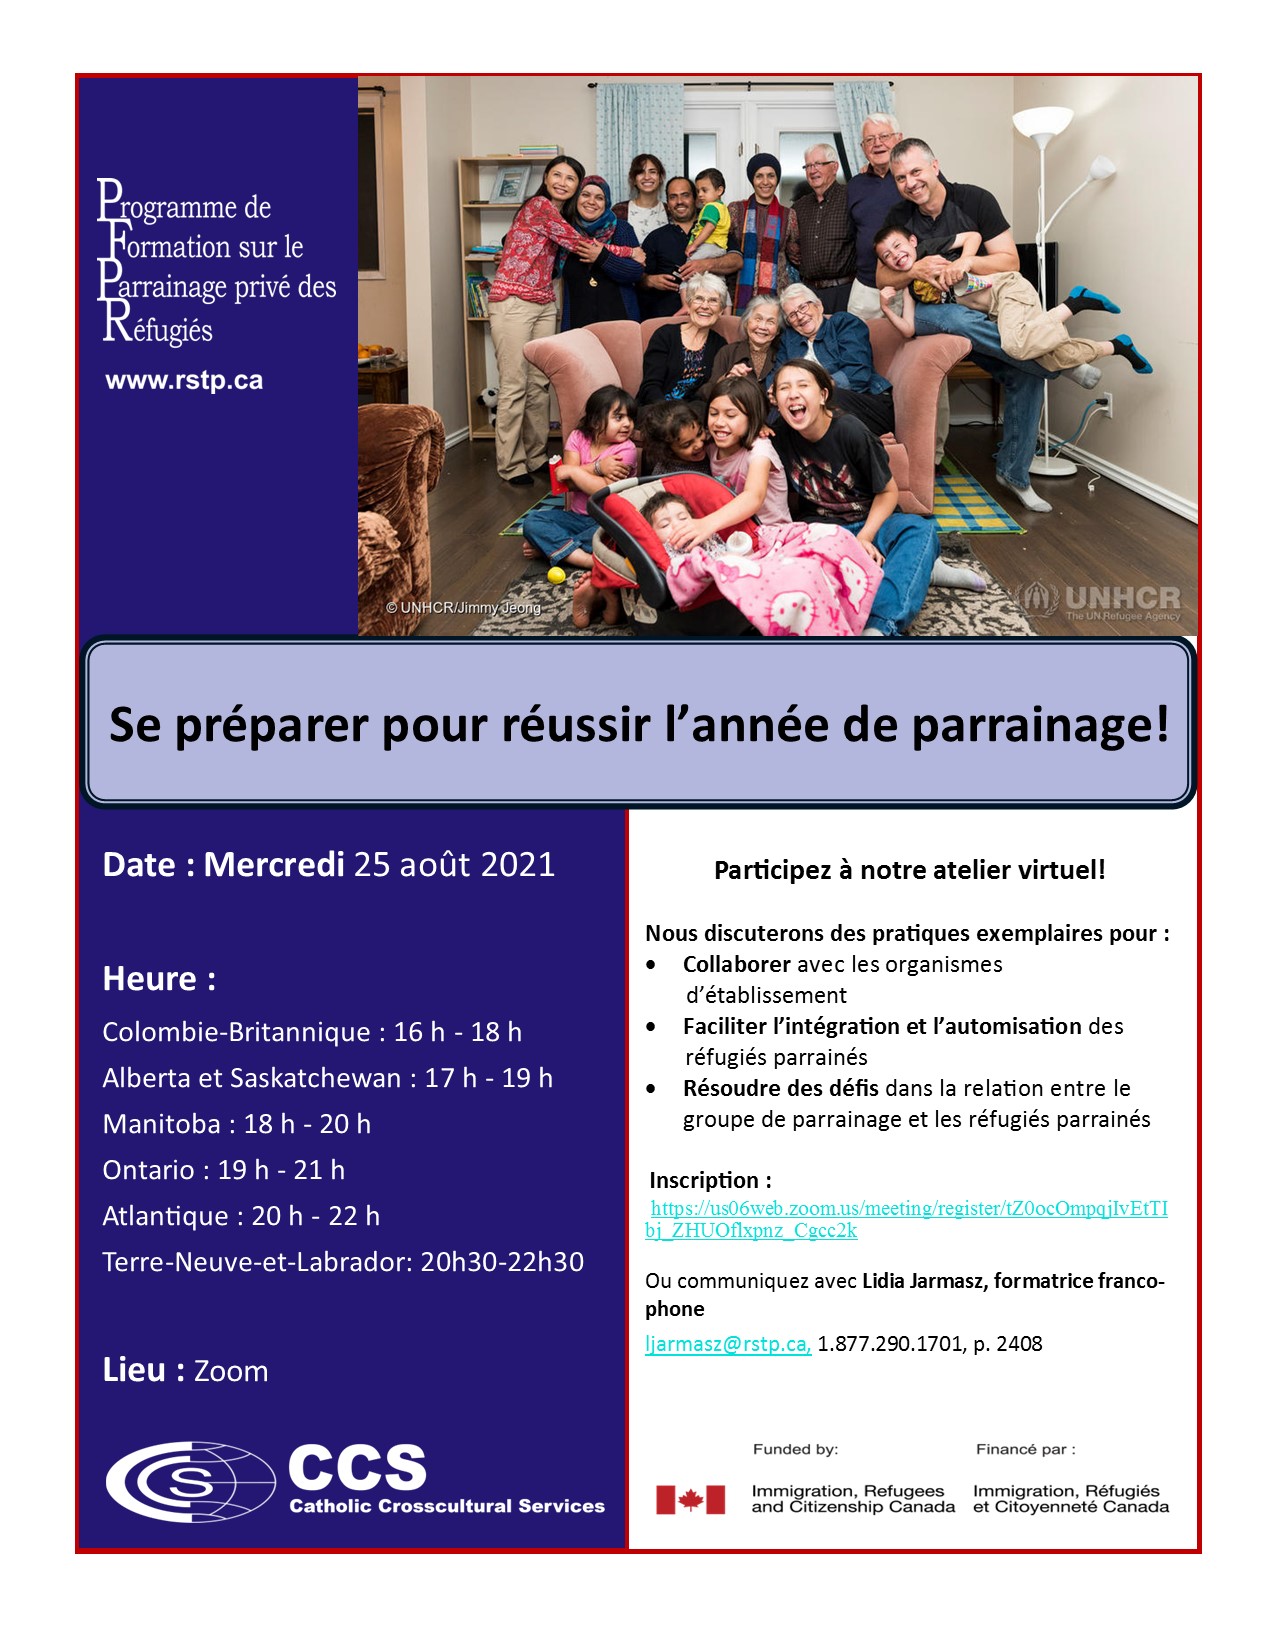 Programme de
Formation sur le
Parrainage privé des
Réfugiés
www.rstp.ca
© UNHCR/Jimmy Jeong
UNHCR
The UN Refugee Agency
Se préparer pour réussir l’année de parrainage!
Date : Mercredi 25 août 2021
Heure :
Colombie-Britannique : 16 h - 18 h
Alberta et Saskatchewan : 17 h - 19 h
Manitoba : 18 h - 20 h
Ontario : 19 h - 21 h
Atlantique : 20 h - 22 h
Terre-Neuve-et-Labrador: 20h30-22h30
Lieu : Zoom
CCS
Catholic Crosscultural Services
Participez à notre atelier virtuel!
Nous discuterons des pratiques exemplaires pour :
• Collaborer avec les organismes
d’établissement
• Faciliter l’intégration et l’automisation des
réfugiés parrainés
• Résoudre des défis dans la relation entre le
groupe de parrainage et les réfugiés parrainés
Inscription :
https://us06web.zoom.us/meeting/register/tZ0ocOmpqjIvEtTI
bj_ZHUOflxpnz_Cgcc2k
Ou communiquez avec Lidia Jarmasz, formatrice franco-
phone
ljarmasz@rstp.ca, 1.877.290.1701, p. 2408
Funded by:
Immigration, Refugees
and Citizenship Canada
Financé par :
Immigration, Réfugiés
et Citoyenneté Canada